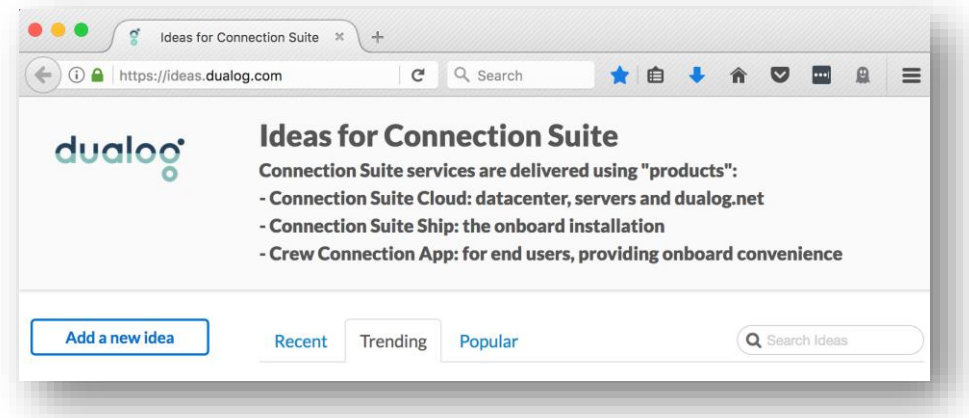 Ideas for Connection Suite
https://ideas.dualog.com
Search
dualog
Ideas for Connection Suite
Connection Suite services are delivered using "products":
- Connection Suite Cloud: datacenter, servers and dualog.net
- Connection Suite Ship: the onboard installation
- Crew Connection App: for end users, providing onboard convenience
Add a new idea
Recent
Trending
Popular
Search Ideas